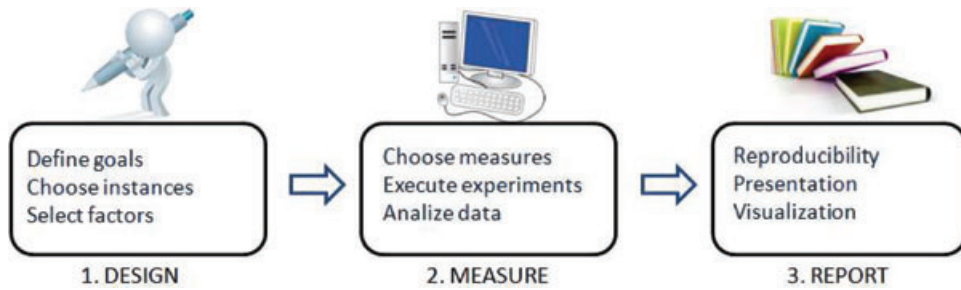 Define goals
Choose instances
Select factors
1. DESIGN
Choose measures
Execute experiments
Analize data
2. MEASURE
Reproducibility
Presentation
Visualization
3. REPORT